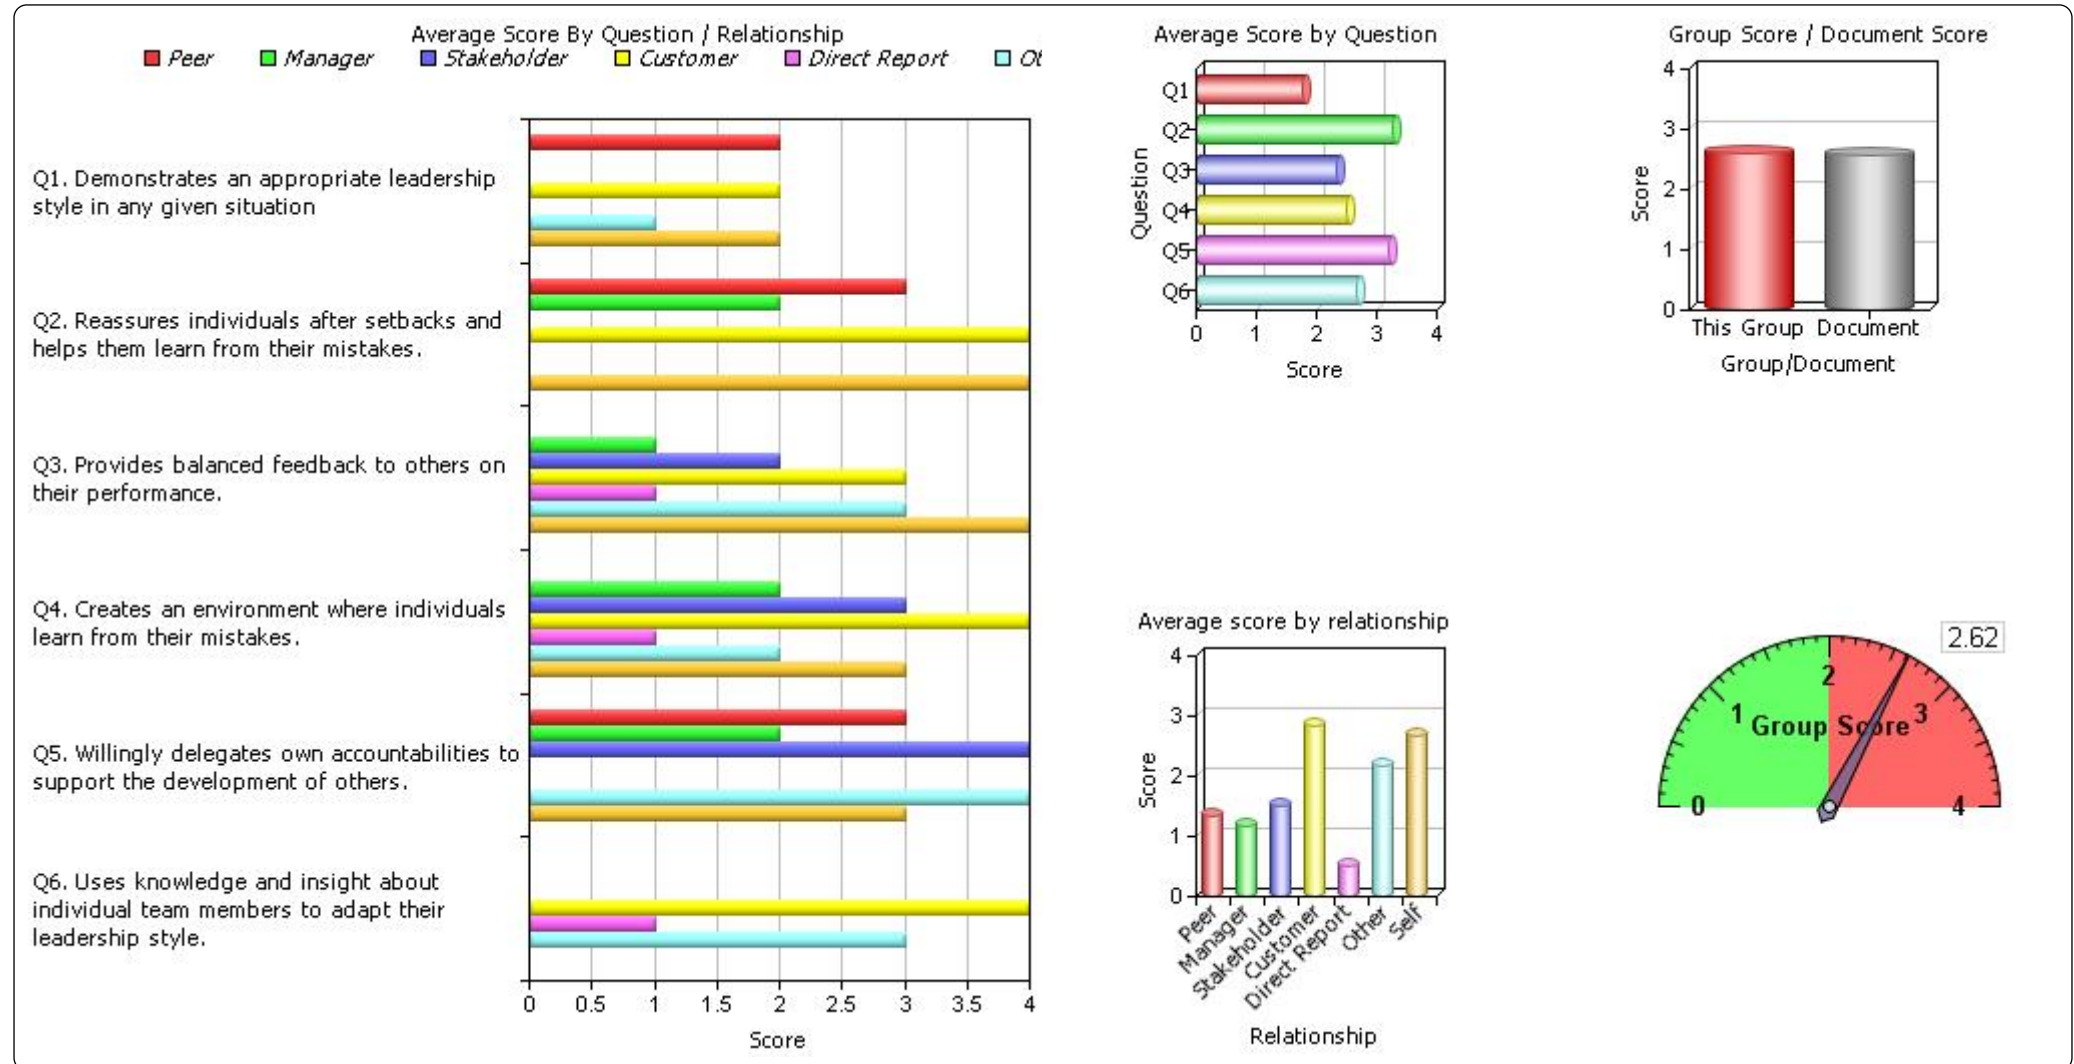 Average Score By Question / Relationship
Peer Manager Stakeholder Customer Direct Report
Q1. Demonstrates an appropriate leadership
style in any given situation
Q2. Reassures individuals after setbacks and
helps them learn from their mistakes.
Q3. Provides balanced feedback to others on
their performance.
Q4. Creates an environment where individuals
learn from their mistakes.
Q5. Willingly delegates own accountabilities to
support the development of others.
Q6. Uses knowledge and insight about
individual team members to adapt their
leadership style.
0 0.5 1 1.5 2 2.5 3 3.5 4
Score
Average Score by Question
Question
Q1
Q2
Q3
Q4
Q5
Q6
0 1 2 3 4
Score
Group Score / Document Score
Score
4
3
2
1
0
This Group Document
Group/Document
Average score by relationship
Score
4
3
2
1
0
Peer
Manager
Stakeholder
Customer
Direct Report
Other
Self
Relationship
2.62
0
1
2
3
4
Group Score